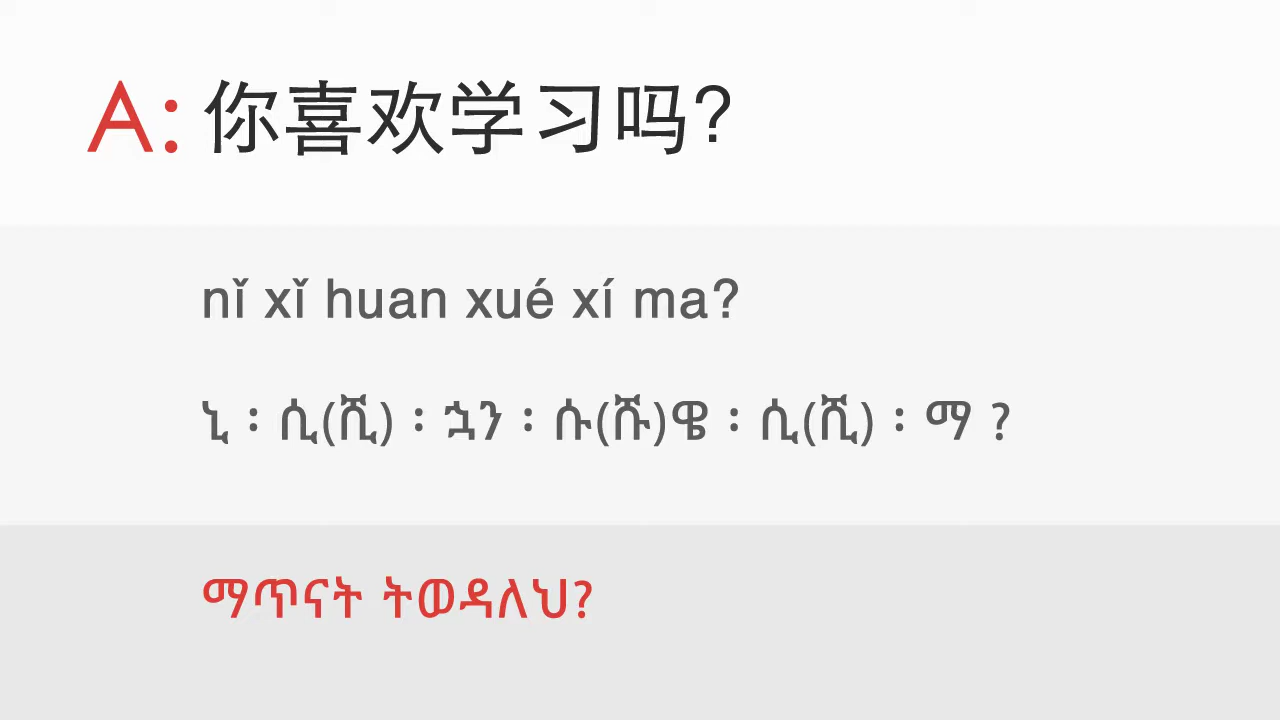 A: 你喜欢学习吗?
nǐ xǐ huan xué xí ma?
ኒ ፡ ሲ(ሺ) ፡ ኋን ፡ ሱ(ሹ)ዌ ፡ ሲ(ሺ) ፡ ማ ?
ማጥናት ትወዳለህ?